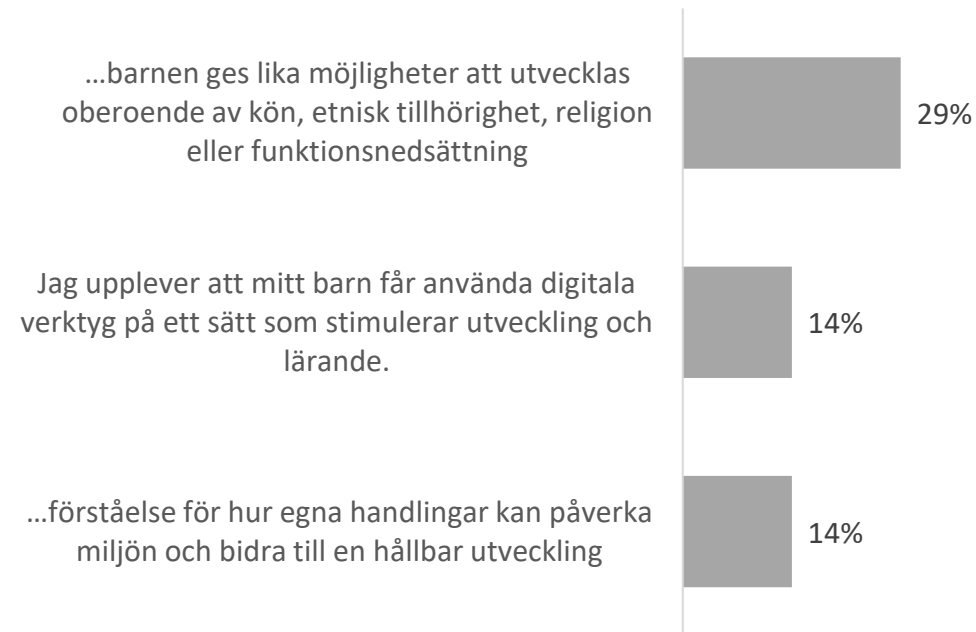 …barnen ges lika möjligheter att utvecklas
oberoende av kön, etnisk tillhörighet, religion
eller funktionsnedsättning
29%
Jag upplever att mitt barn får använda digitala
verktyg på ett sätt som stimulerar utveckling och
lärande.
14%
…förståelse för hur egna handlingar kan påverka
miljön och bidra till en hållbar utveckling
14%